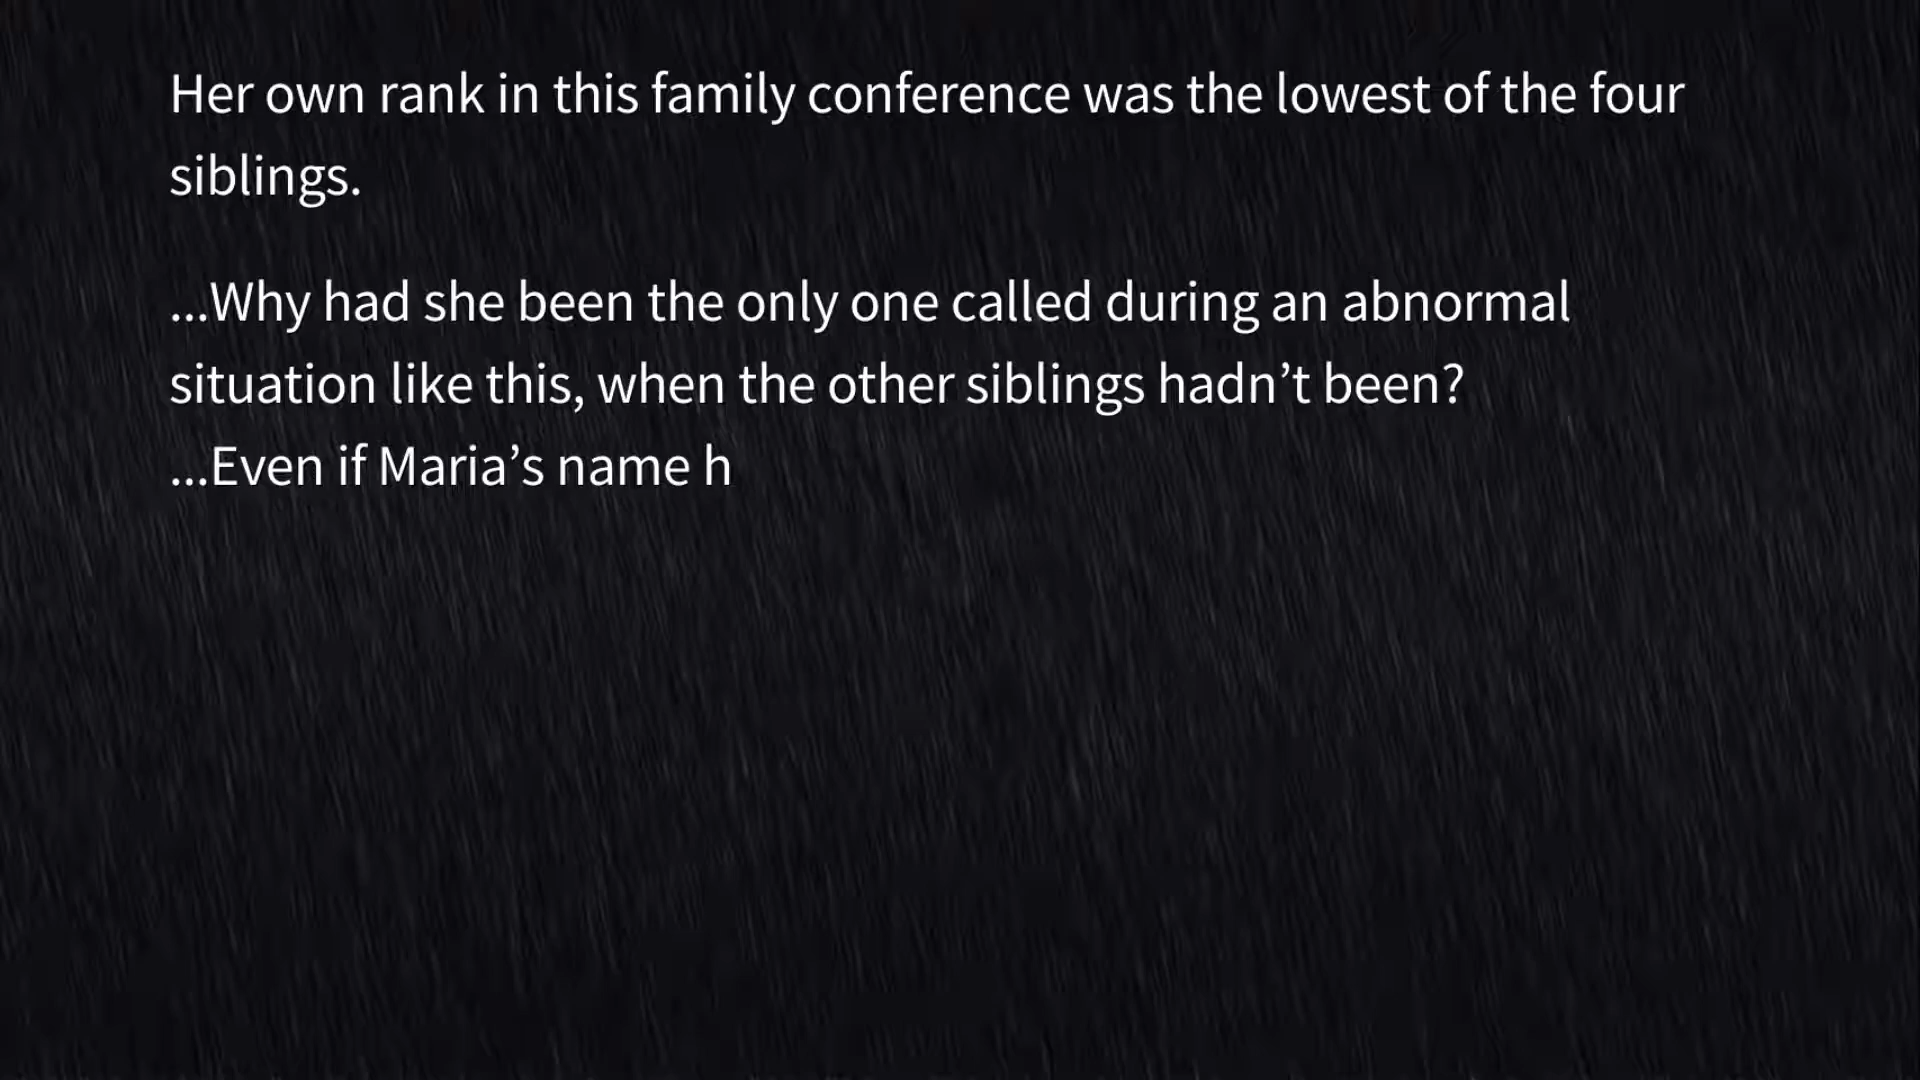 Her own rank in this family conference was the lowest of the four
siblings.
...Why had she been the only one called during an abnormal
situation like this, when the other siblings hadn’t been?
...Even if Maria’s name h